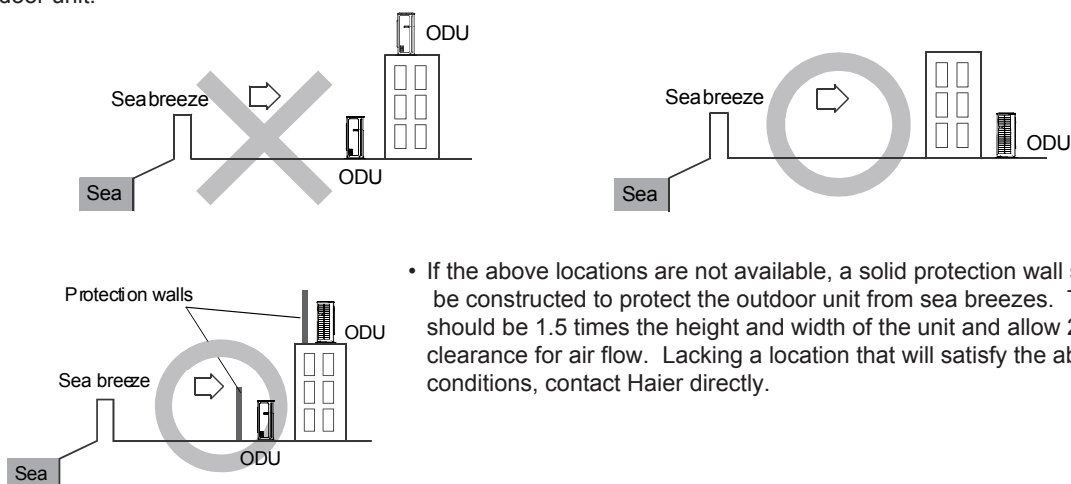 door unit.
ODU
Seabreeze
ODU
Sea
Seabreeze
ODU
Sea
Protection walls
ODU
Sea breeze
ODU
Sea
• If the above locations are not available, a solid protection wall
be constructed to protect the outdoor unit from sea breezes.
should be 1.5 times the height and width of the unit and allow
clearance for air flow. Lacking a location that will satisfy the
conditions, contact Haier directly.